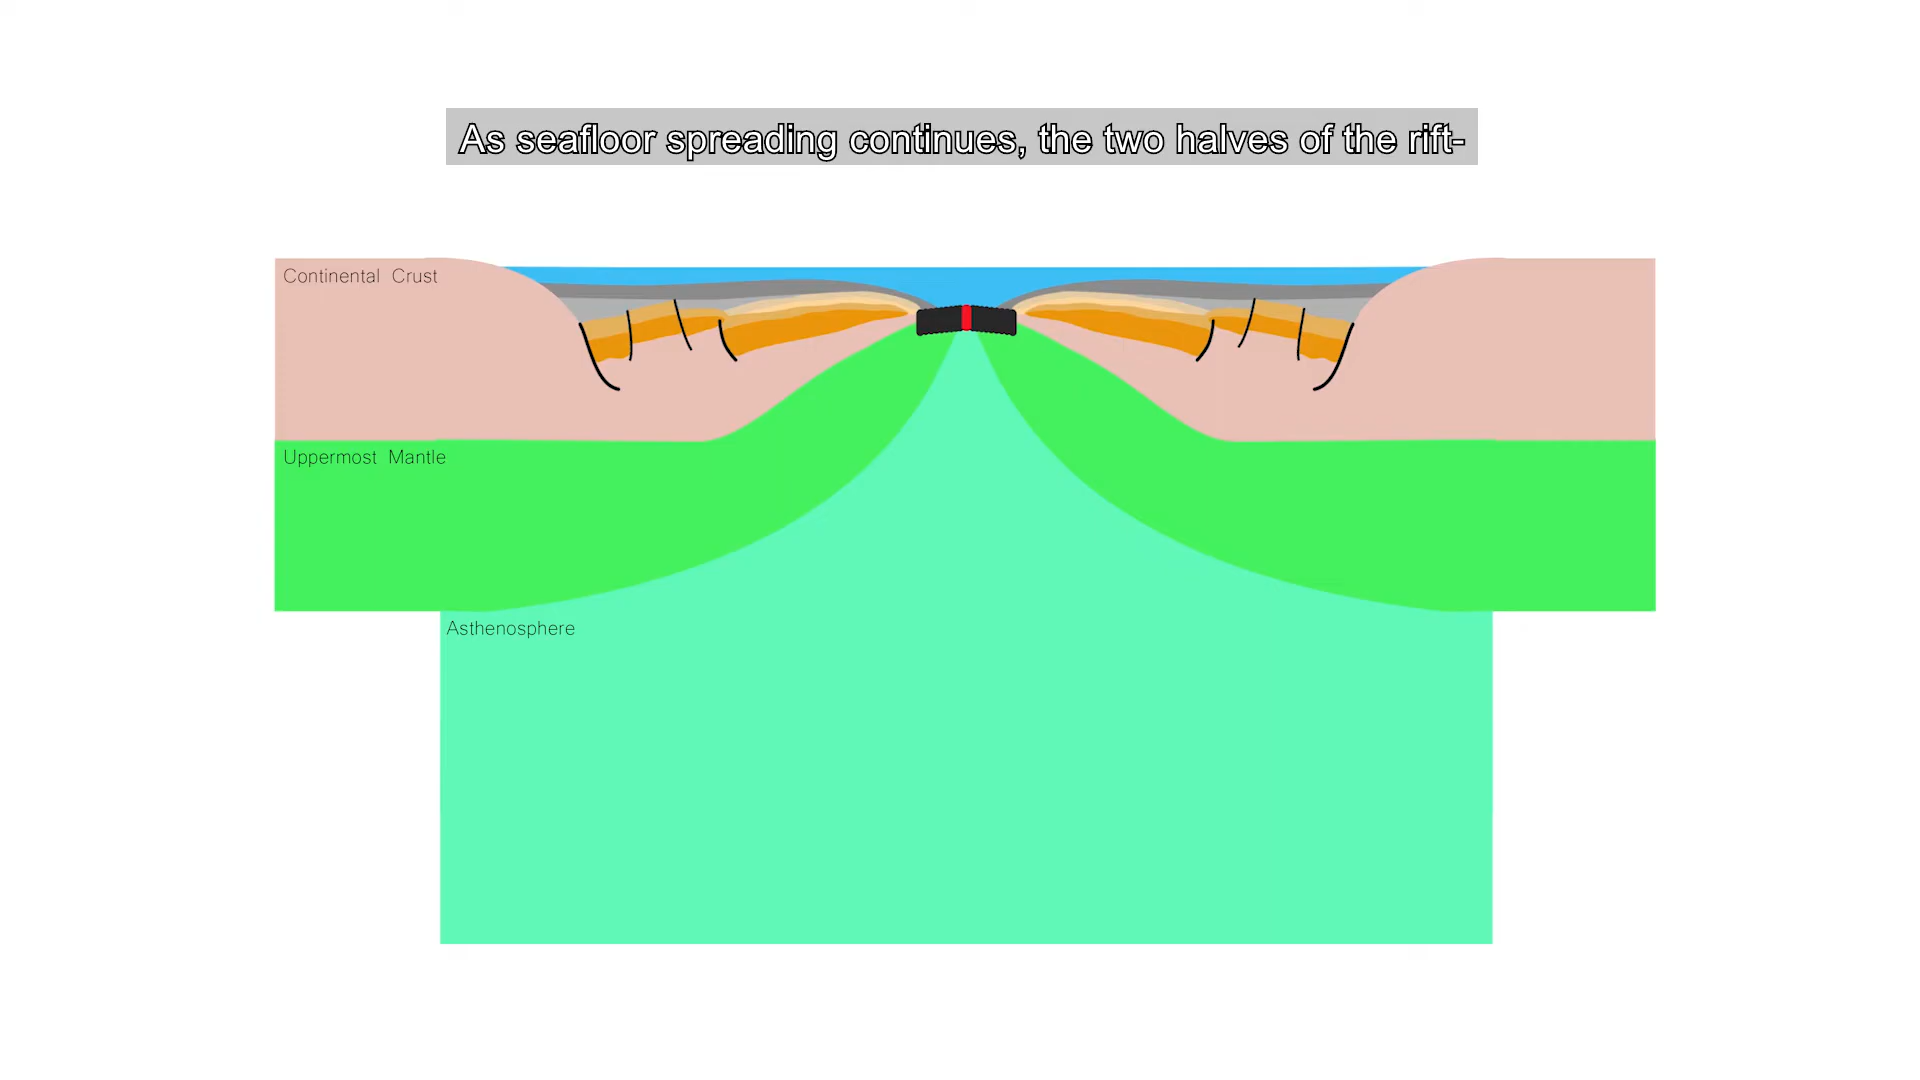 As seafloor spreading continues, the two halves of the rift-
Continental Crust
Uppermost Mantle
Asthenosphere